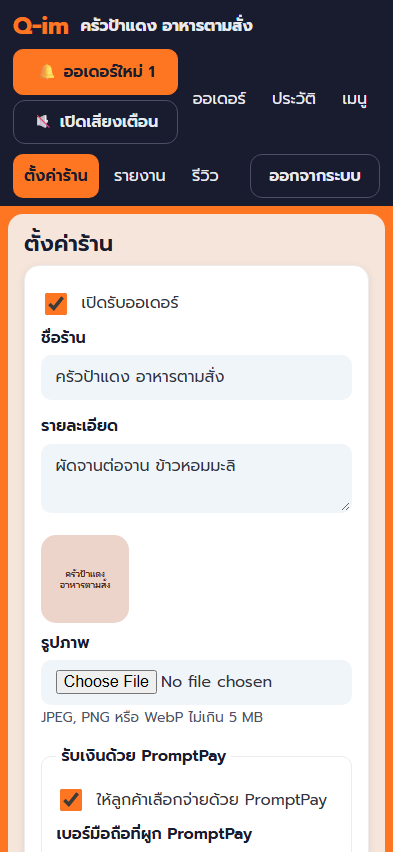 Q-im ครัวป้าแดง อาหารตามสั่ง
ออเดอร์ใหม่ 1
เปิดเสียงเตือน
ออเดอร์ ประวัติ เมนู
ตั้งค่าร้าน รายงาน รีวิว ออกจากระบบ
ตั้งค่าร้าน
เปิดรับออเดอร์
ชื่อร้าน
ครัวป้าแดง อาหารตามสั่ง
รายละเอียด
ผัดจานต่อจาน ข้าวหอมมะลิ
ครัวป้าแดง
อาหารตามสั่ง
รูปภาพ
Choose File No file chosen
JPEG, PNG หรือ WebP ไม่เกิน 5 MB
รับเงินด้วย PromptPay
ให้ลูกค้าเลือกจ่ายด้วย PromptPay
เบอร์มือถือที่ผูก PromptPay